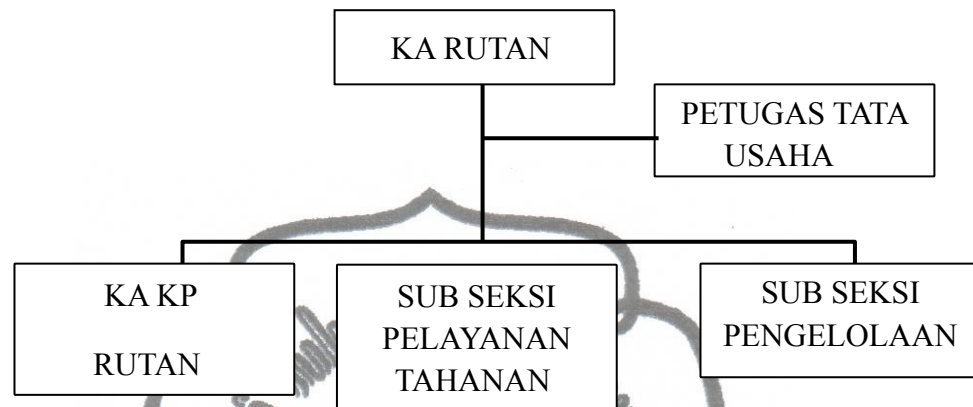 KA RUTAN
PETUGAS TATA
USAHA
KA KP
RUTAN
SUB SEKSI
PELAYANAN
TAHANAN
SUB SEKSI
PENGELOLAAN